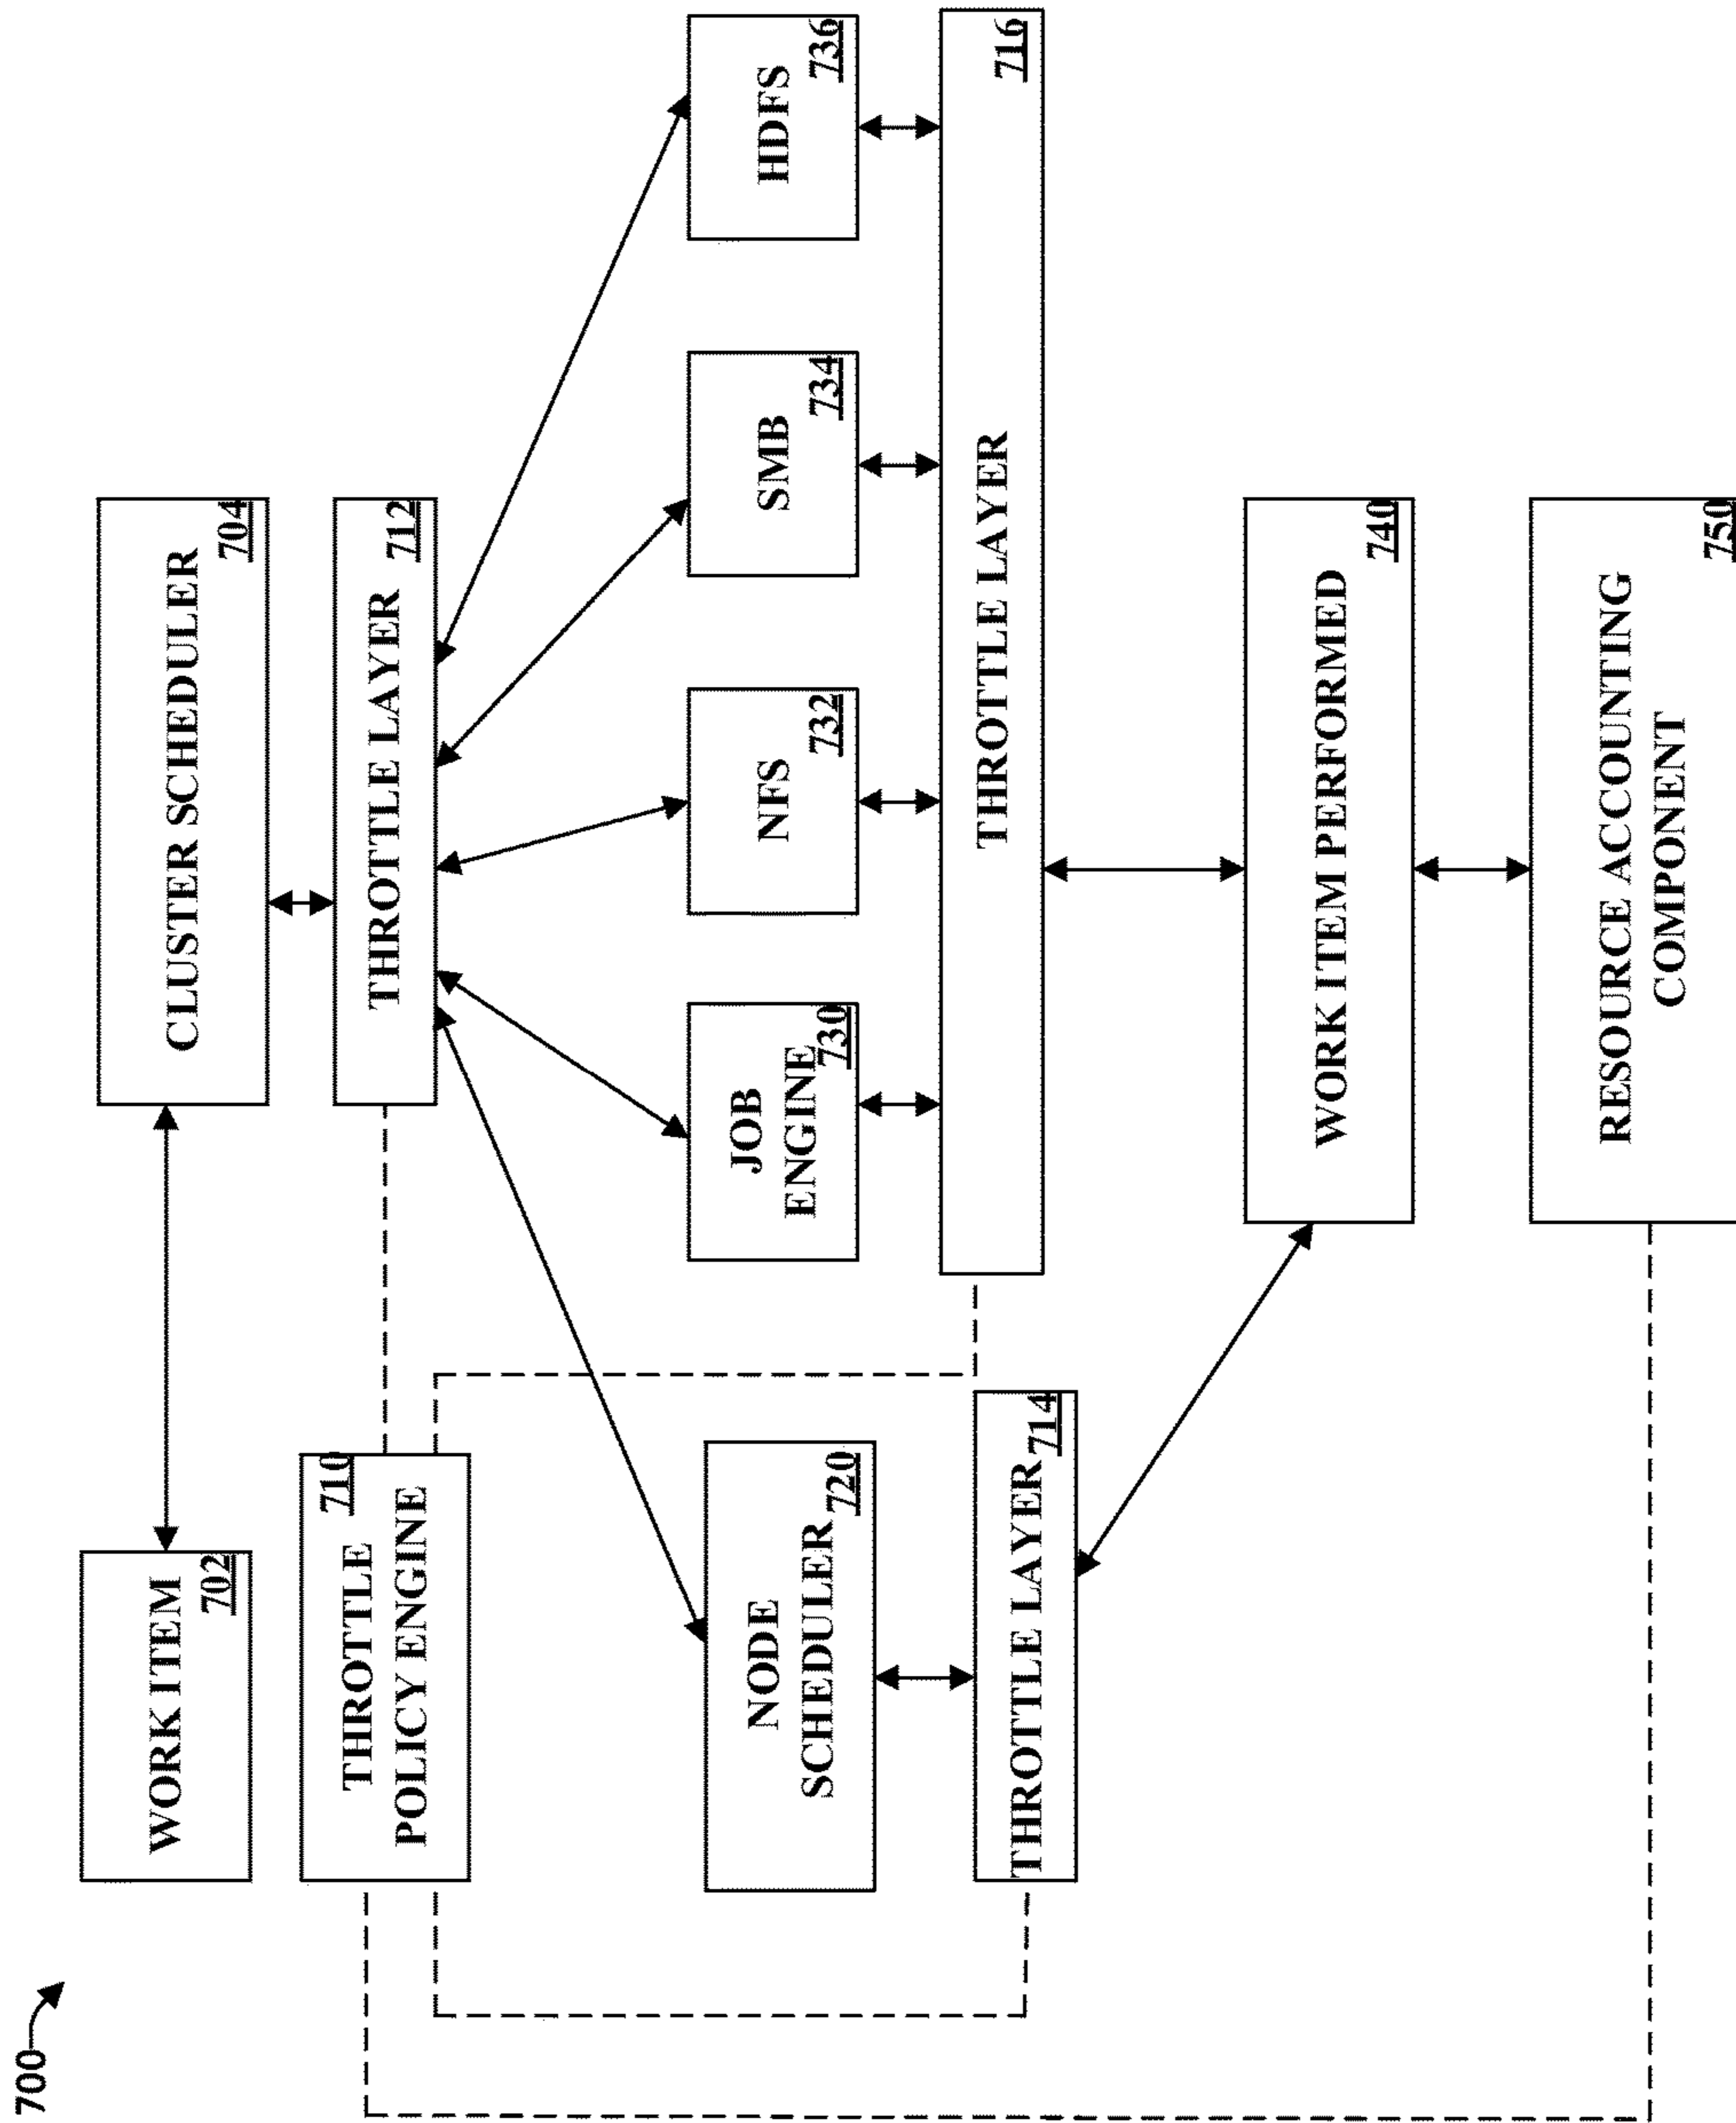 700
WORK ITEM
702
CLUSTER SCHEDULER
704
THROTTLE
POLICY ENGINE
710
THROTTLE LAYER
712
NODE
SCHEDULER
720
JOB
ENGINE
730
NFS
732
SMB
734
HDFS
736
THROTTLE LAYER
714
THROTTLE LAYER
716
WORK ITEM PERFORMED
740
RESOURCE ACCOUNTING
COMPONENT
750